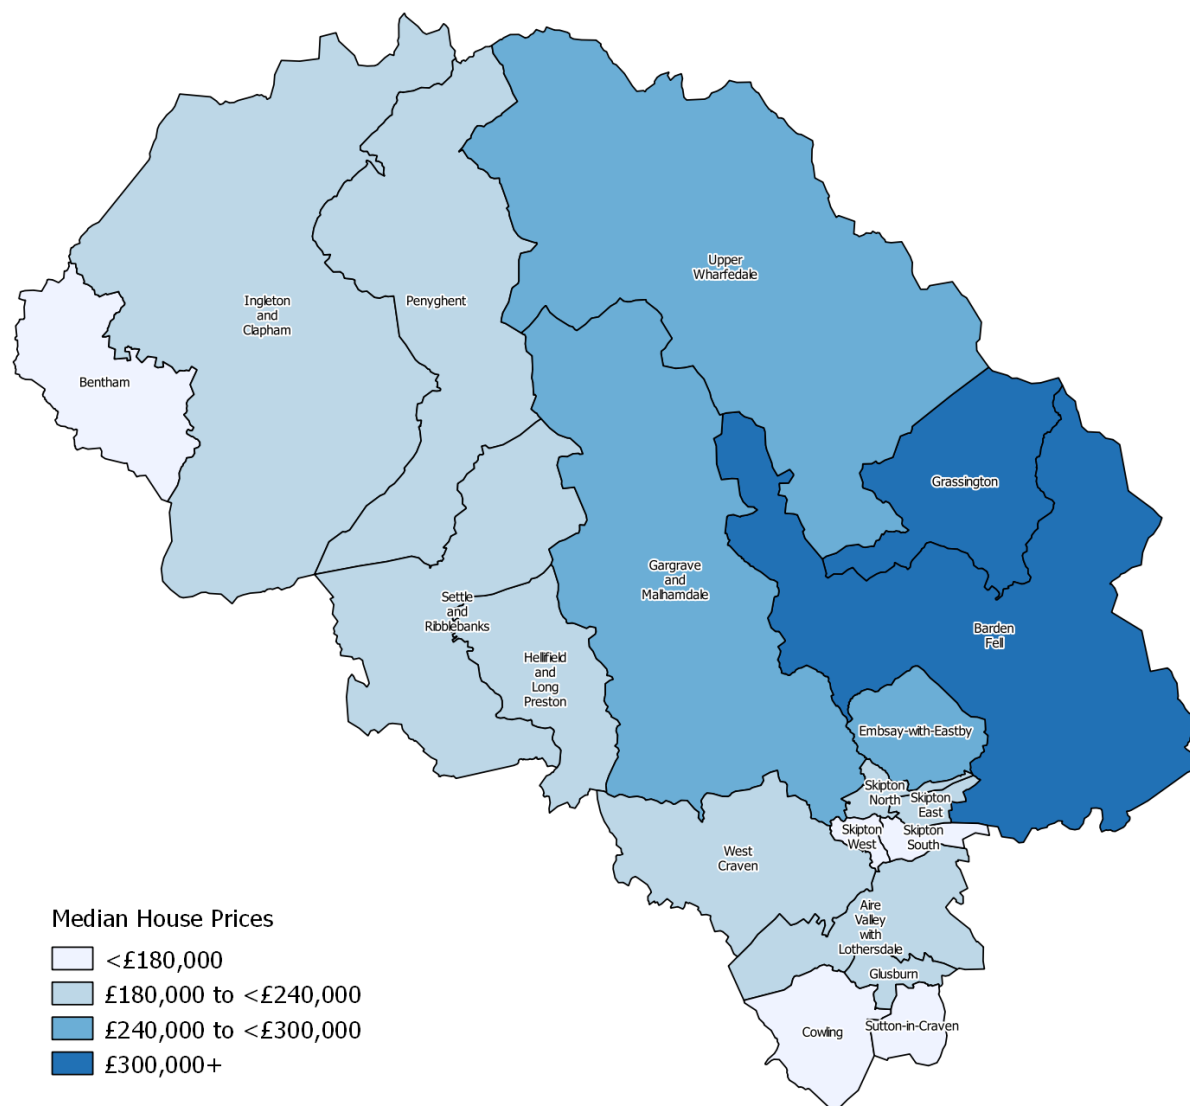 Upper
Wharfedale
Ingleton
and
Clapham
Penyghent
Bentham
Grassington
Gargrave
and
Malhamdale
Settle
and
Ribblebanks
Barden
Fell
Hellifield
and
Long
Preston
Embsay-with-Eastby
Skipton
North
Skipton
East
Skipton
West
Skipton
South
West
Craven
Aire
Valley
with
Lothersdale
Glusburn
Cowling
Sutton-in-Craven
Median House Prices
<£180,000
£180,000 to <£240,000
£240,000 to <£300,000
£300,000+